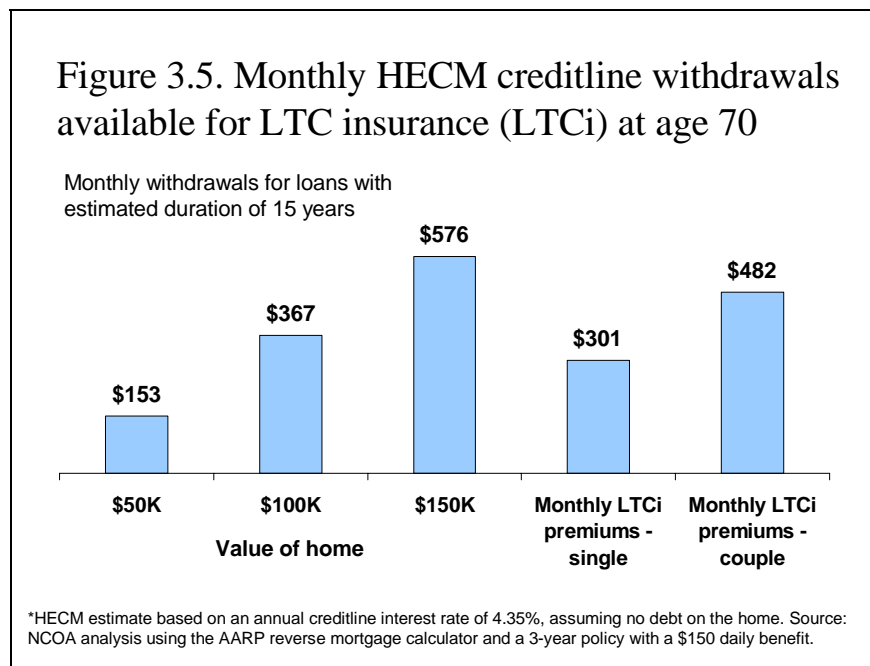 Figure 3.5. Monthly HECM creditline withdrawals
available for LTC insurance (LTCi) at age 70
Monthly withdrawals for loans with
estimated duration of 15 years
$153
$367
$576
$301
$482
$50K
$100K
$150K
Monthly LTCi
premiums -
single
Monthly LTCi
premiums -
couple
Value of home
*HECM estimate based on an annual creditline interest rate of 4.35%, assuming no debt on the home. Source:
NCOA analysis using the AARP reverse mortgage calculator and a 3-year policy with a $150 daily benefit.